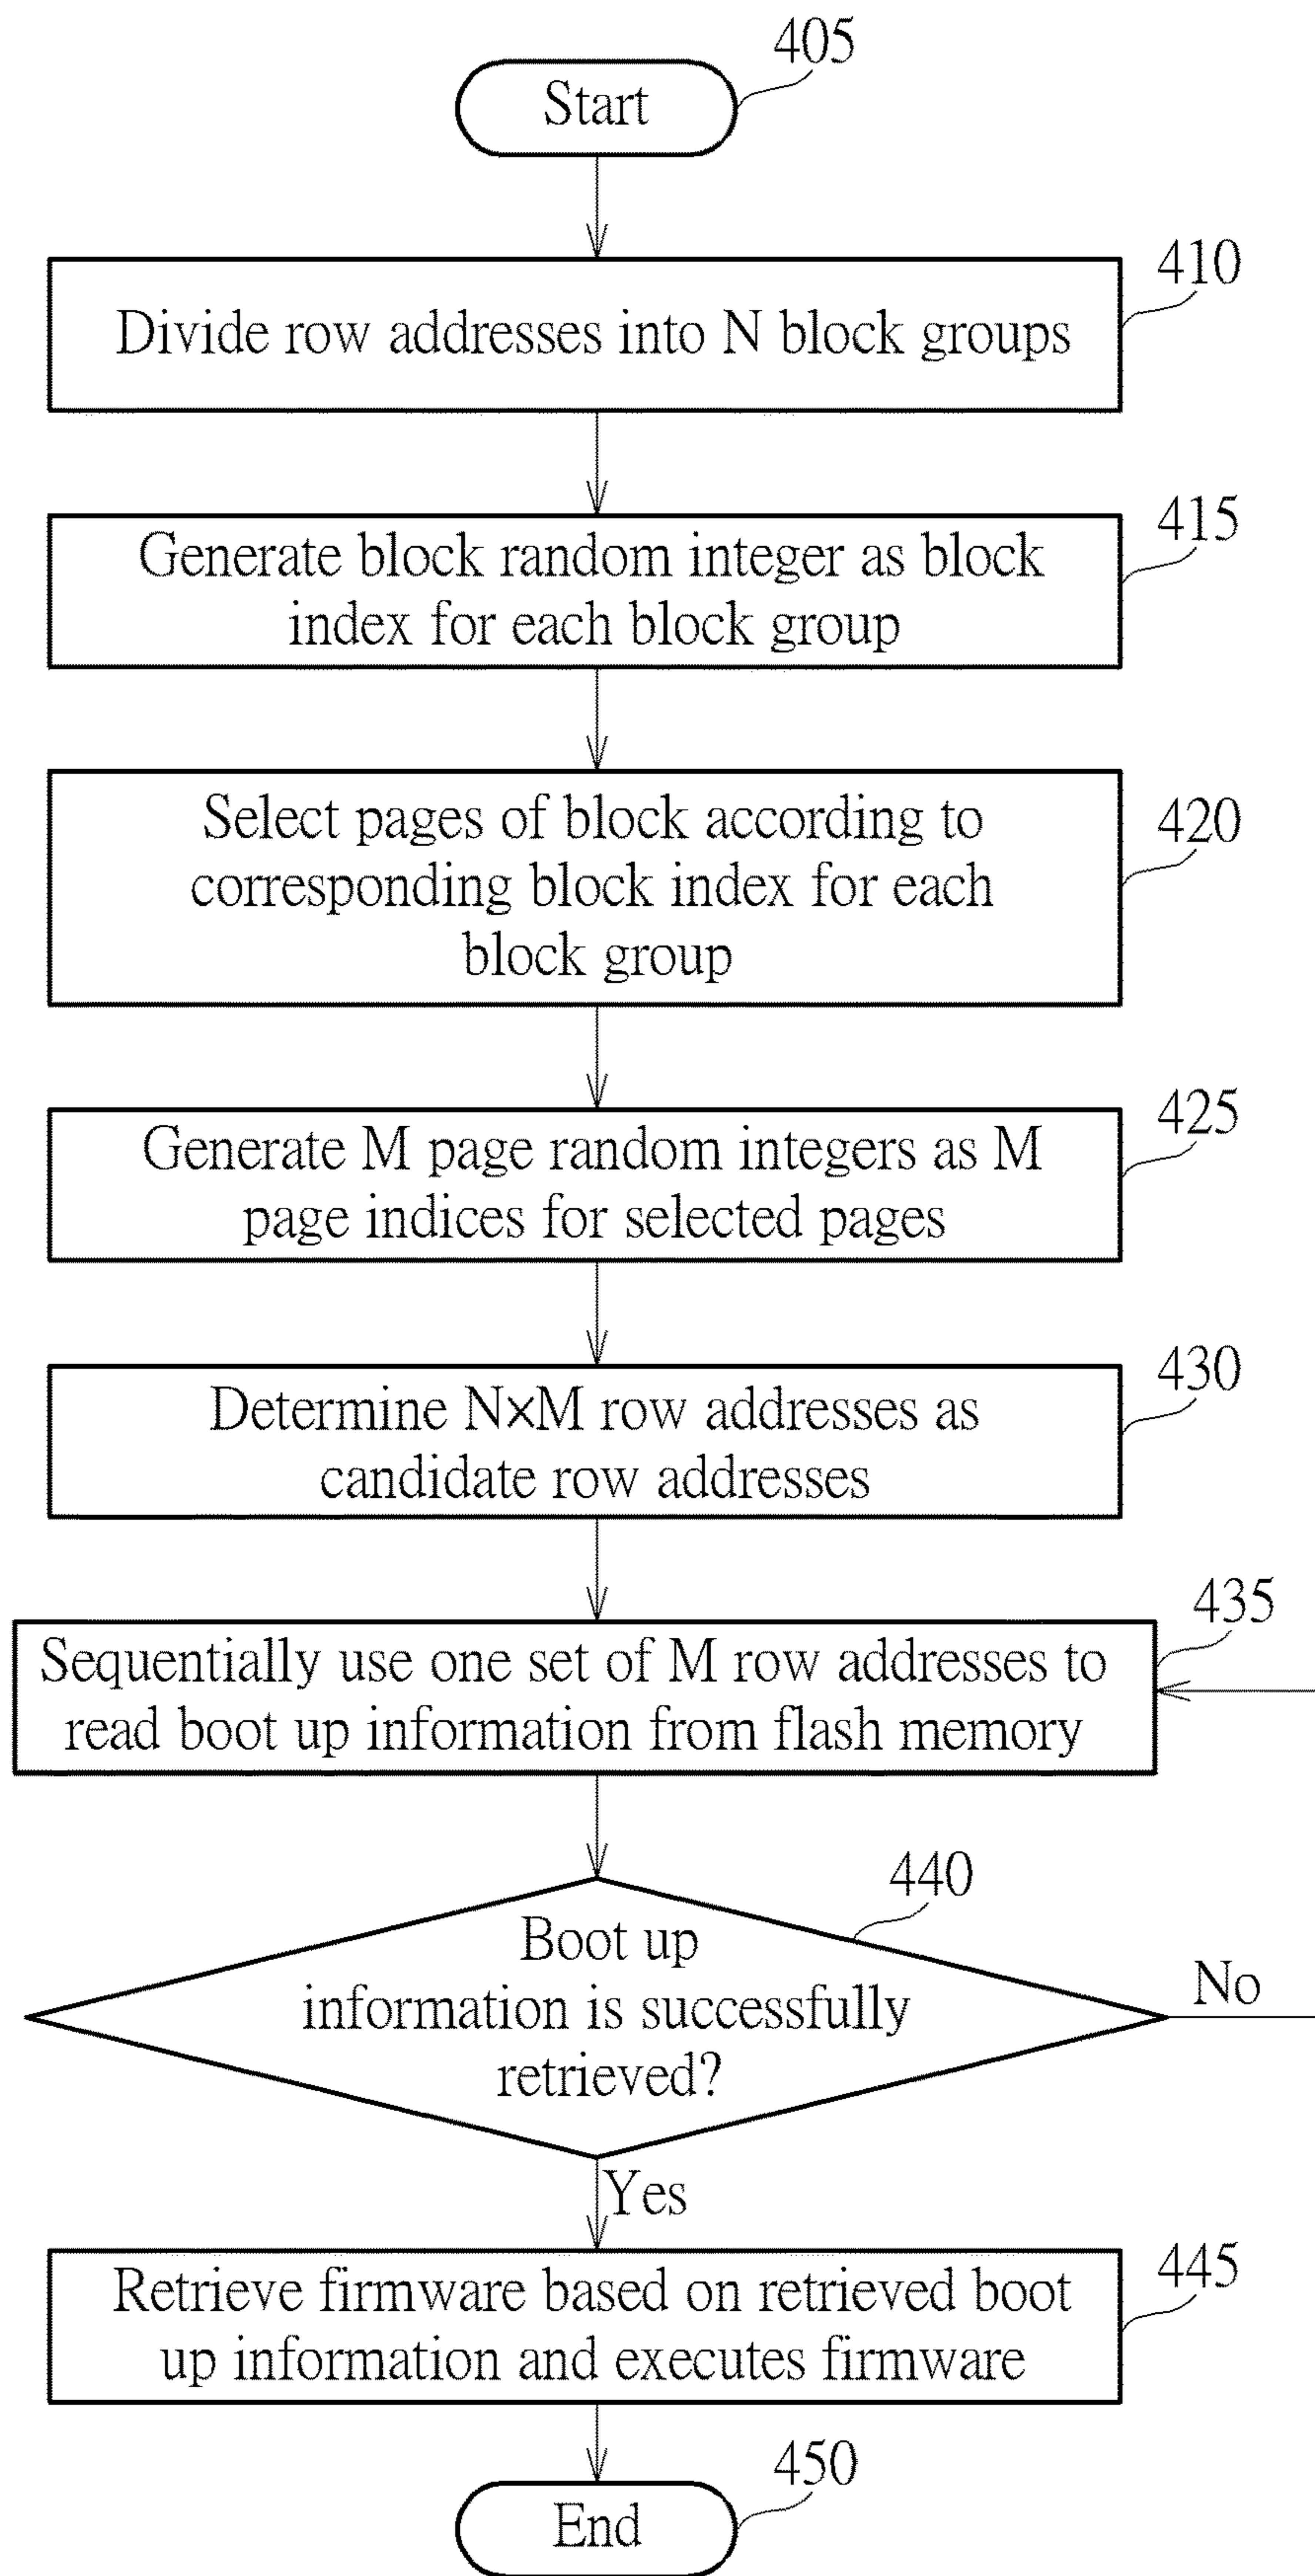 405
Start
410
Divide row addresses into N block groups
415
Generate block random integer as block
index for each block group
420
Select pages of block according to
corresponding block index for each
block group
425
Generate M page random integers as M
page indices for selected pages
430
Determine N×M row addresses as
candidate row addresses
435
Sequentially use one set of M row addresses to
read boot up information from flash memory
440
Boot up
information is successfully
retrieved?
No
Yes
445
Retrieve firmware based on retrieved boot
up information and executes firmware
450
End